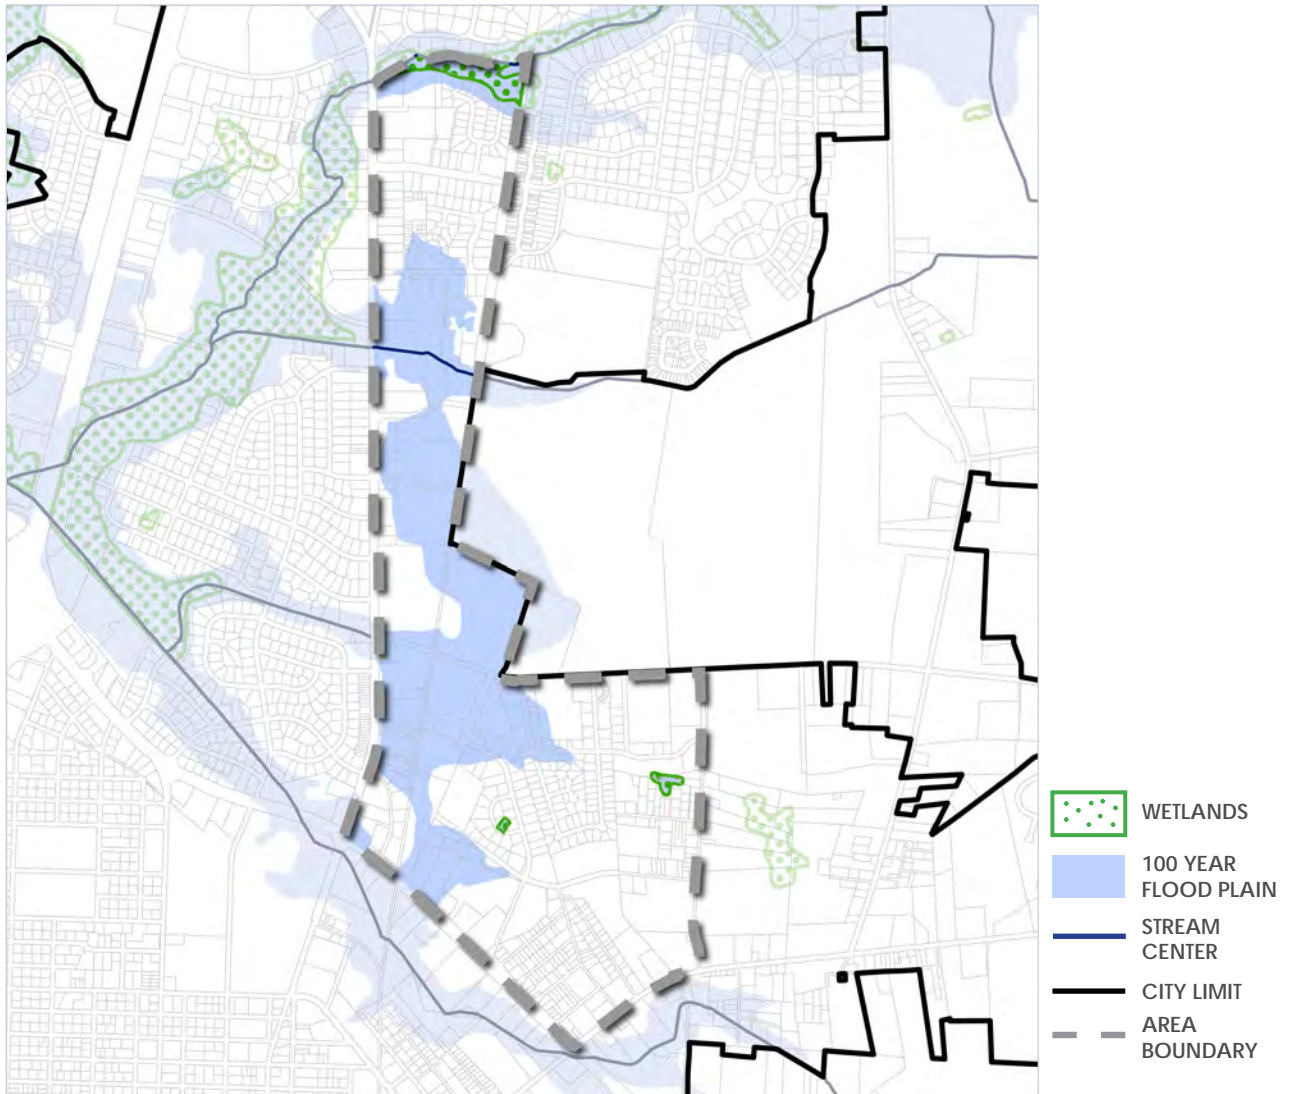 WETLANDS
100 YEAR
FLOOD PLAIN
STREAM
CENTER
CITY LIMIT
AREA
BOUNDARY